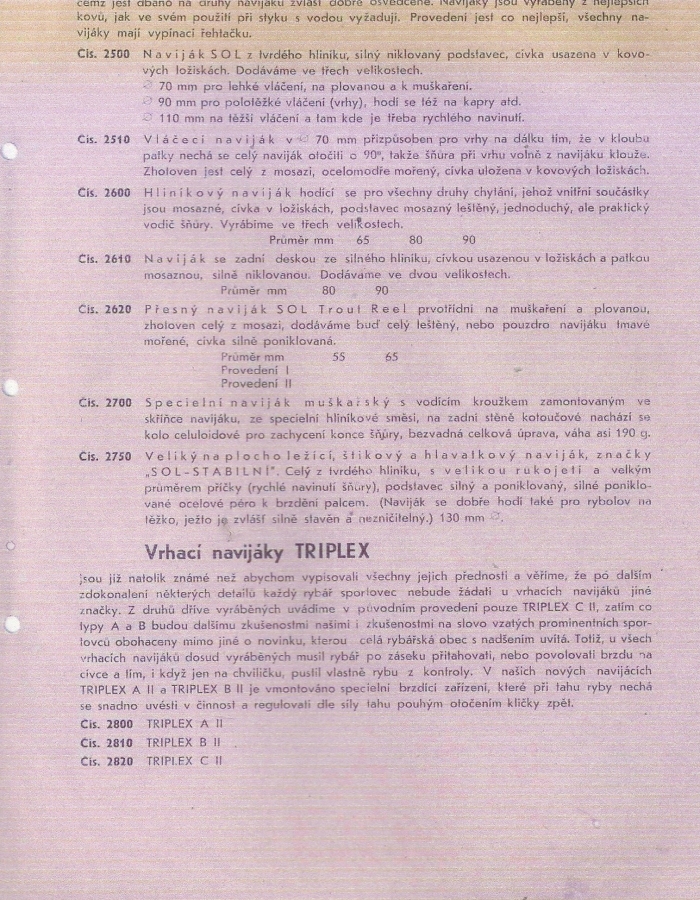 čemž jest dbáno na druhy navijáků zvlášť dobře osvědčené. Navijáky jsou vyráběny z nejlepších
kovů, jak ve svém použití při styku s vodou vyžadují. Provedení jest co nejlepší, všechny na-
vijáky mají vypínací řehtačku.
Čís. 2500 Naviják SOL z tvrdého hliníku, silný niklovaný podstavec, cívka usazena v kovo-
vých ložiskách. Dodáváme ve třech velikostech.
∅ 70 mm pro lehké vláčení, na plovanou a k muškaření.
∅ 90 mm pro polotěžké vláčení (vrhy), hodí se též na kapry atd.
∅ 110 mm na těžší vláčení a tam kde je třeba rychlého navinutí.
Čís. 2510 Vláčecí naviják v ∅ 70 mm přizpůsoben pro vrhy na dálku tím, že v kloubu
patky nechá se celý naviják otočiti o 90°, takže šňůra při vrhu volně z navijáku klouže.
Zhotoven jest celý z mosazi, ocelomodře mořený, cívka uložena v kovových ložiskách.
Čís. 2600 Hliníkový naviják hodící se pro všechny druhy chytání, jehož vnitřní součástky
jsou mosazné, cívka v ložiskách, podstavec mosazný leštěný, jednoduchý, ale praktický
vodič šňůry. Vyrábíme ve třech velikostech.
Průměr mm 65 80 90
Čís. 2610 Naviják se zadní deskou ze silného hliníku, cívkou usazenou v ložiskách a patkou
mosaznou, silně niklovanou. Dodáváme ve dvou velikostech.
Průměr mm 80 90
Čís. 2620 Přesný naviják SOL Trout Reel prvotřídní na muškaření a plovanou,
zhotoven celý z mosazi, dodáváme buď celý leštěný, nebo pouzdro navijáku tmavě
mořené, cívka silně poniklovaná.
Průměr mm 55 65
Provedení I
Provedení II
Čís. 2700 Specielní naviják muškařský s vodícím kroužkem zamontovaným ve
skříňce navijáku, ze specielní hliníkové směsi, na zadní stěně kotoučové nachází se
kolo celuloidové pro zachycení konce šňůry, bezvadná celková úprava, váha asi 190 g.
Čís. 2750 Veliký naplocho ležící, štikový a hlavatkový naviják, značky
„SOL-STABILNÍ". Celý z tvrdého hliníku, s velikou rukojetí a velkým
průměrem příčky (rychlé navinutí šňůry), podstavec silný a poniklovaný, silné poniklo-
vané ocelové péro k brzdění palcem. (Naviják se dobře hodí také pro rybolov na
těžko, ježto je zvlášť silně stavěn a nezničitelný.) 130 mm ∅.
Vrhací navijáky TRIPLEX
jsou již natolik známé než abychom vypisovali všechny jejich přednosti a věříme, že po dalším
zdokonalení některých detailů každý rybář sportovec nebude žádati u vrhacích navijáků jiné
značky. Z druhů dříve vyráběných uvádíme v původním provedení pouze TRIPLEX C II, zatím co
typy A a B budou dalšímu zkušenostmi našimi i zkušenostmi na slovo vzatých prominentních spor-
tovců obohaceny mimo jiné o novinku, kterou celá rybářská obec s nadšením uvítá. Totiž, u všech
vrhacích navijáků dosud vyráběných musil rybář po záseku přitahovati, nebo povolovati brzdu na
cívce a tím, i když jen na chviličku, pustil vlastně rybu z kontroly. V našich nových navijácích
TRIPLEX A II a TRIPLEX B II je vmontováno specielní brzdící zařízení, které při tahu ryby nechá
se snadno uvésti v činnost a regulovati dle síly tahu pouhým otočením kličky zpět.
Čís. 2800 TRIPLEX A II
Čís. 2810 TRIPLEX B II
Čís. 2820 TRIPLEX C II